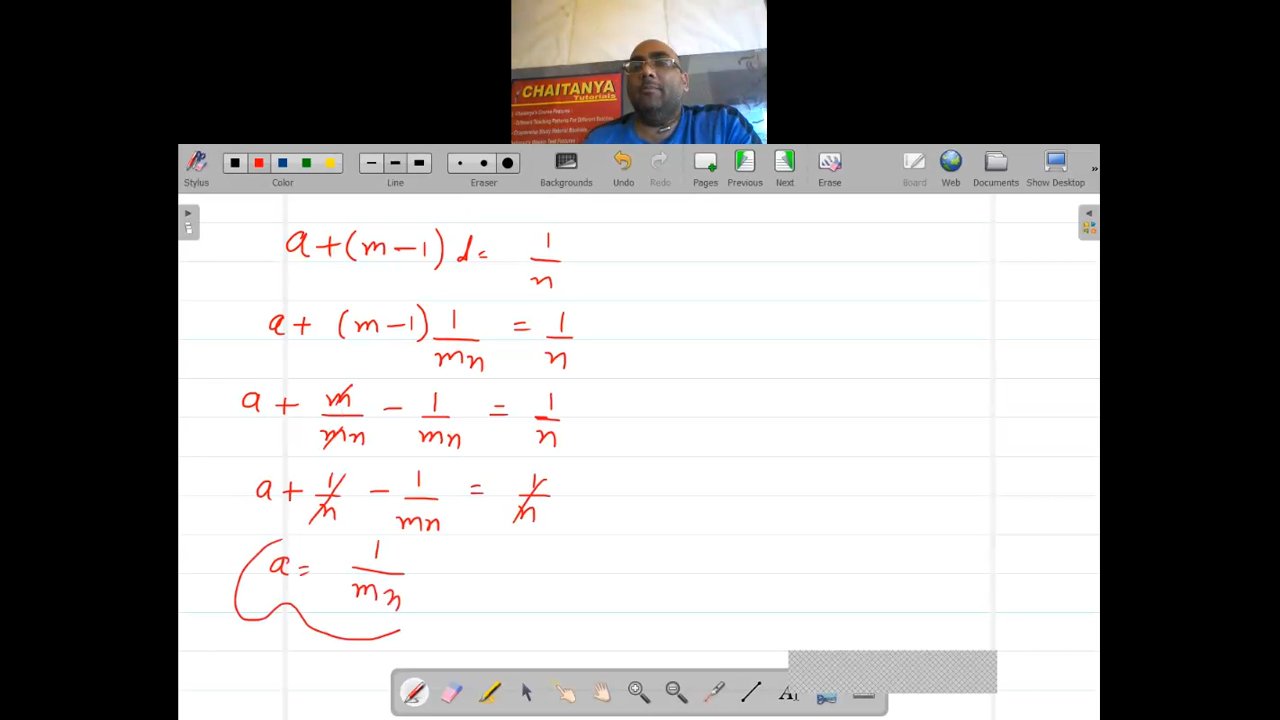 CHAITANYA
Tutorials
Stylus
Color
Line
Eraser
Backgrounds
Undo
Redo
Pages
Previous
Next
Erase
Board
Web
Documents
Show Desktop
»
a + (m - 1) d = 1/n
a + (m - 1) 1/mn = 1/n
a + m/mn - 1/mn = 1/n
a + 1/n - 1/mn = 1/n
a = 1/mn